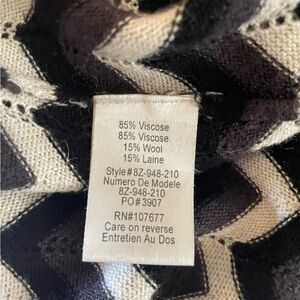 85% Viscose
85% Viscose
15% Wool
15% Laine
Style#8Z-948-210
Numero De Modele
8Z-948-210
PO#3907
RN#107677
Care on reverse
Entretien Au Dos